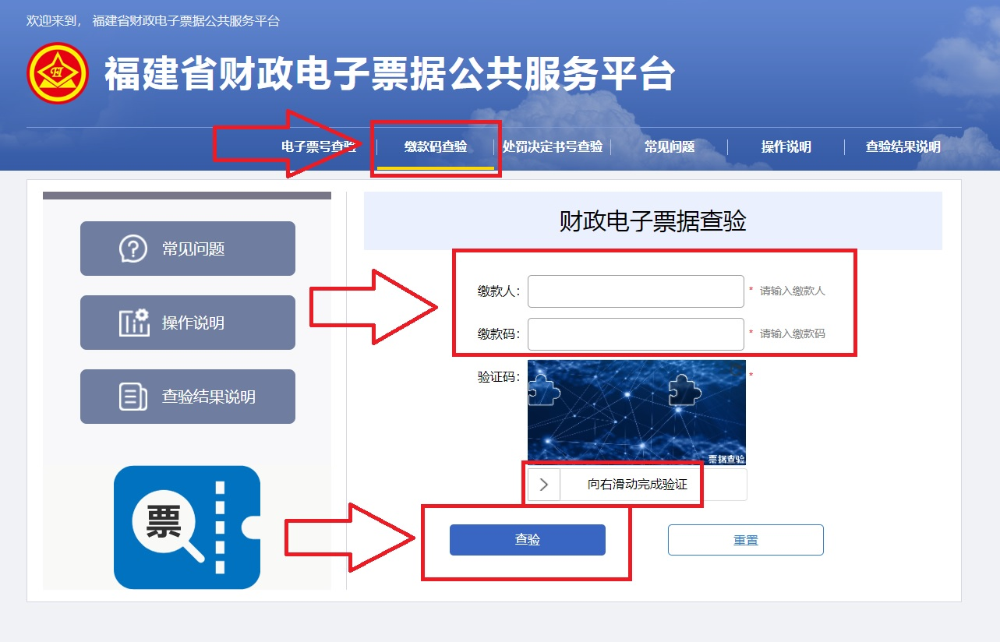 欢迎来到， 福建省财政电子票据公共服务平台
福建省财政电子票据公共服务平台
电子票号查验 缴款码查验 处罚决定书号查验 常见问题 操作说明 查验结果说明
常见问题
操作说明
查验结果说明
票
财政电子票据查验
缴款人： * 请输入缴款人
缴款码： * 请输入缴款码
验证码： *
票据查验
向右滑动完成验证
查验 重置